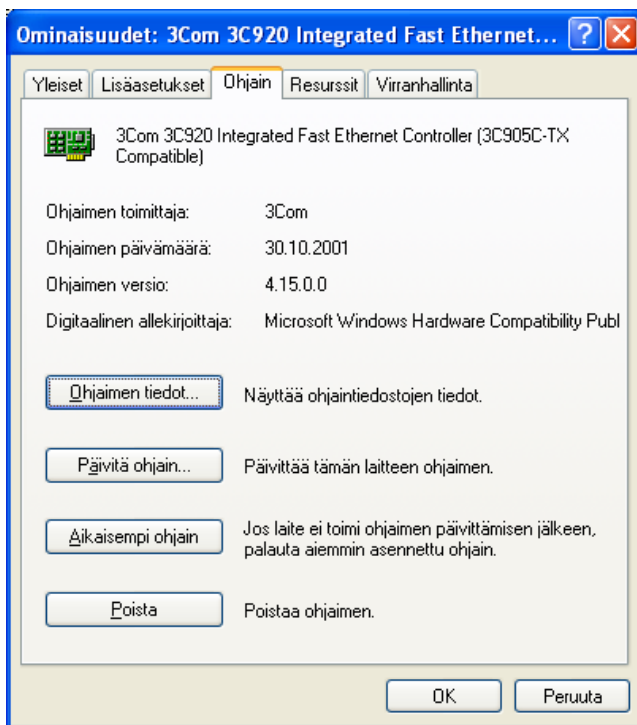 Ominaisuudet: 3Com 3C920 Integrated Fast Ethernet...
Yleiset Lisäasetukset Ohjain Resurssit Virranhallinta
3Com 3C920 Integrated Fast Ethernet Controller (3C905C-TX
Compatible)
Ohjaimen toimittaja: 3Com
Ohjaimen päivämäärä: 30.10.2001
Ohjaimen versio: 4.15.0.0
Digitaalinen allekirjoittaja: Microsoft Windows Hardware Compatibility Publ
Ohjaimen tiedot... Näyttää ohjaintiedostojen tiedot.
Päivitä ohjain... Päivittää tämän laitteen ohjaimen.
Aikaisempi ohjain Jos laite ei toimi ohjaimen päivittämisen jälkeen,
palauta aiemmin asennettu ohjain.
Poista Poistaa ohjaimen.
OK Peruuta